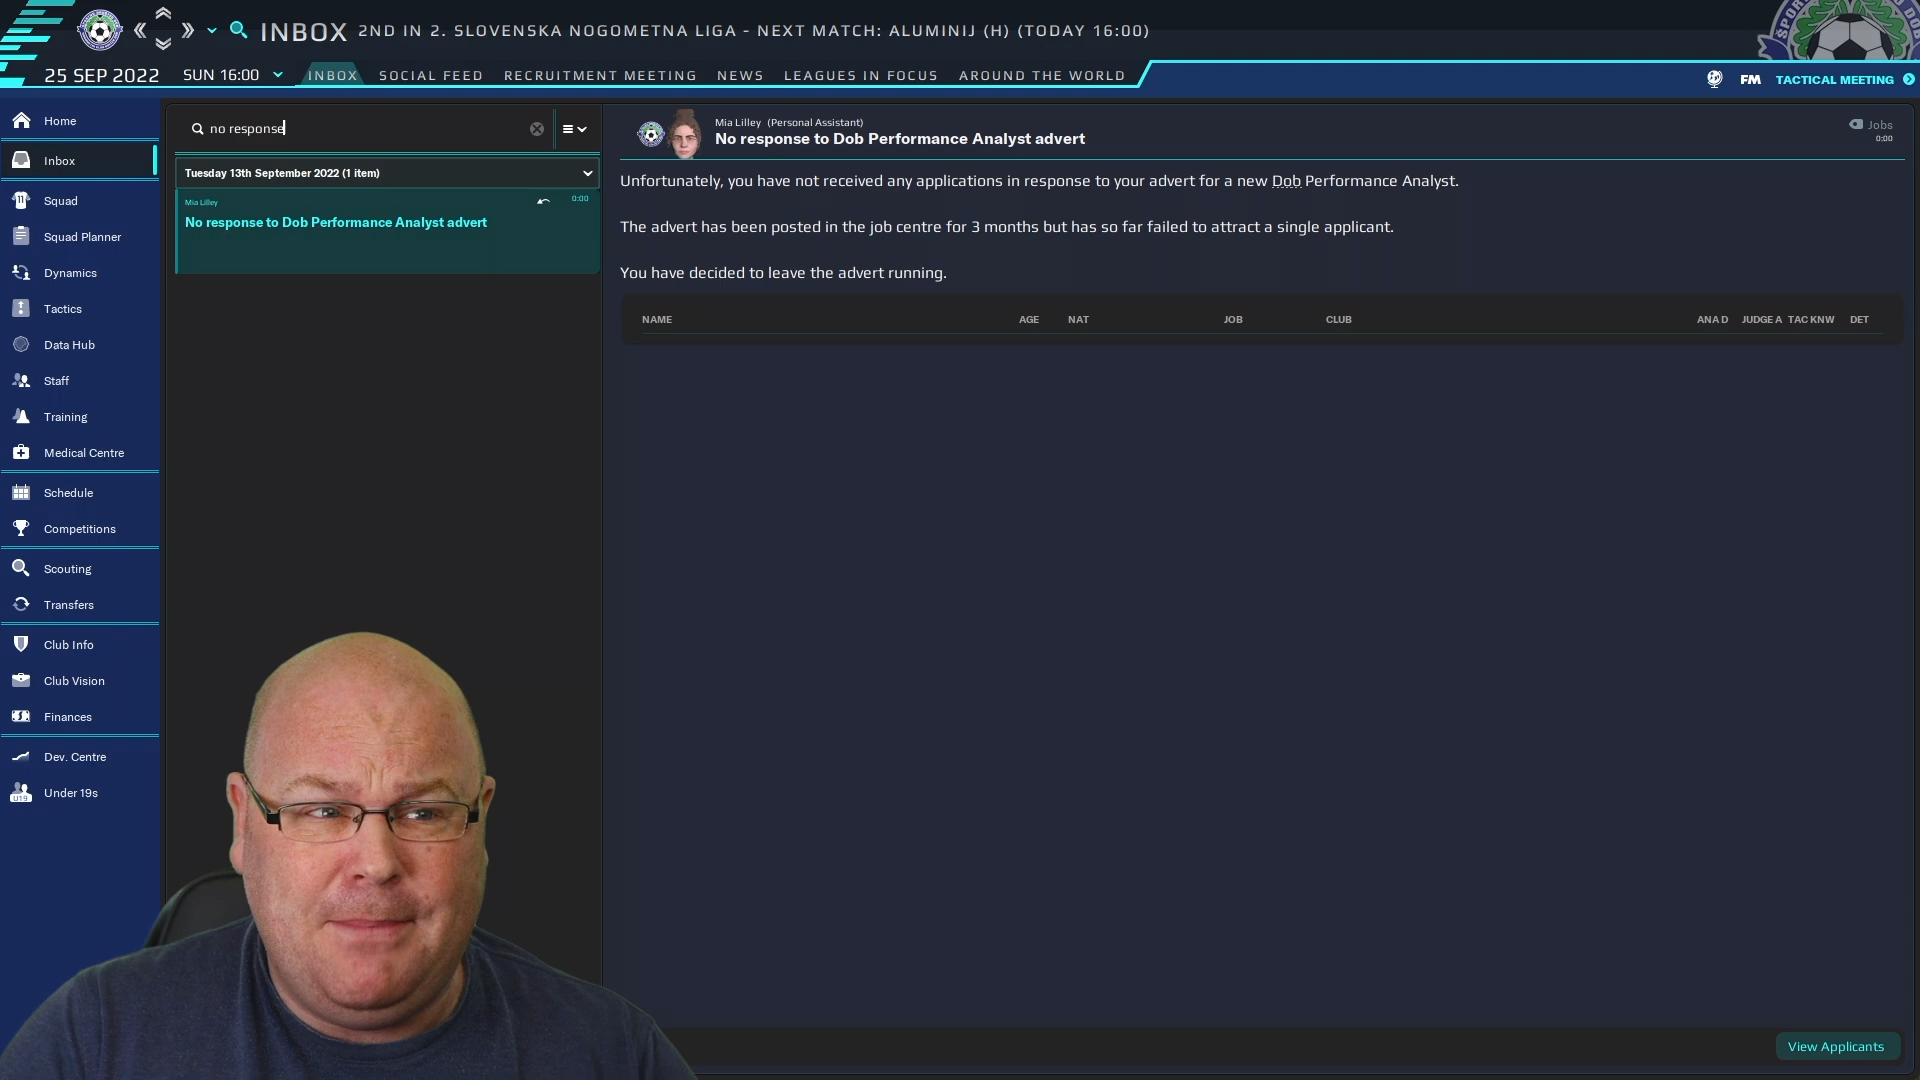 INBOX
2ND IN 2. SLOVENSKA NOGOMETNA LIGA - NEXT MATCH: ALUMINIJ (H) (TODAY 16:00)
25 SEP 2022
SUN 16:00
INBOX
SOCIAL FEED
RECRUITMENT MEETING
NEWS
LEAGUES IN FOCUS
AROUND THE WORLD
FM
TACTICAL MEETING
Home
Inbox
Squad
Squad Planner
Dynamics
Tactics
Data Hub
Staff
Training
Medical Centre
Schedule
Competitions
Scouting
Transfers
Club Info
Club Vision
Finances
Dev. Centre
U19
Under 19s
no response
Tuesday 13th September 2022 (1 item)
Mia Lilley
0:00
No response to Dob Performance Analyst advert
Mia Lilley (Personal Assistant)
No response to Dob Performance Analyst advert
Jobs
0:00
Unfortunately, you have not received any applications in response to your advert for a new Dob Performance Analyst.
The advert has been posted in the job centre for 3 months but has so far failed to attract a single applicant.
You have decided to leave the advert running.
NAME AGE NAT JOB CLUB ANA D JUDGE A TAC KNW DET
View Applicants